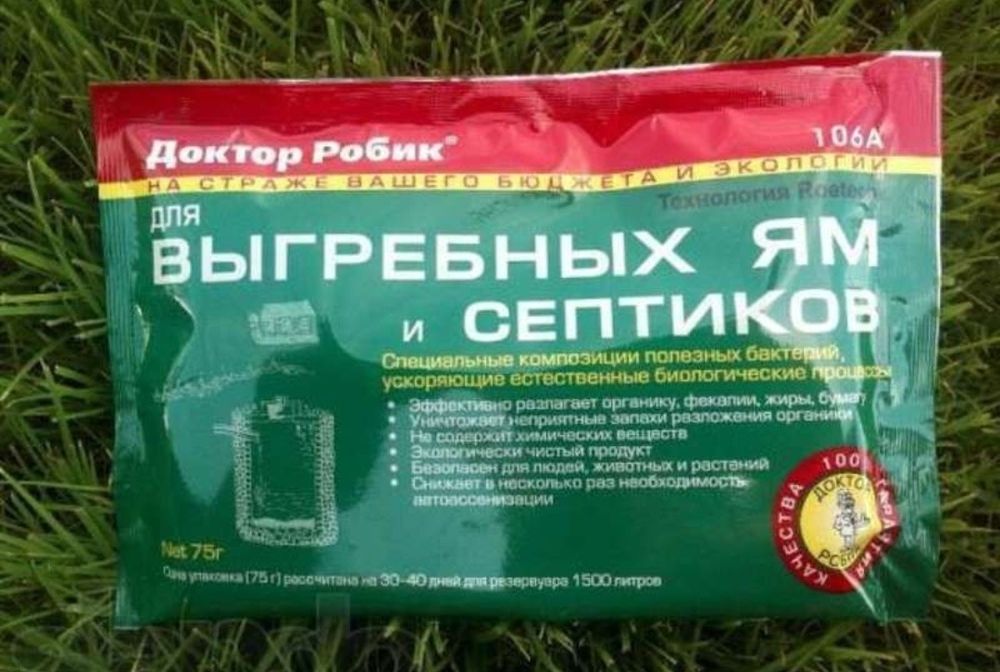 Доктор Робик®
106А
НА СТРАЖЕ ВАШЕГО БЮДЖЕТА И ЭКОЛОГИИ
Технология Roetech
для
ВЫГРЕБНЫХ ЯМ
и СЕПТИКОВ
Специальные композиции полезных бактерий,
ускоряющие естественные биологические процессы
• Эффективно разлагает органику, фекалии, жиры, бумагу
• Уничтожает неприятные запахи разложения органики
• Не содержит химических веществ
• Экологически чистый продукт
• Безопасен для людей, животных и растений
• Снижает в несколько раз необходимость
автоассенизации
100
ГАРАНТИЯ
КАЧЕСТВА
ДОКТОР
РОБИК
Net 75г
Одна упаковка (75 г) рассчитана на 30-40 дней для резервуара 1500 литров